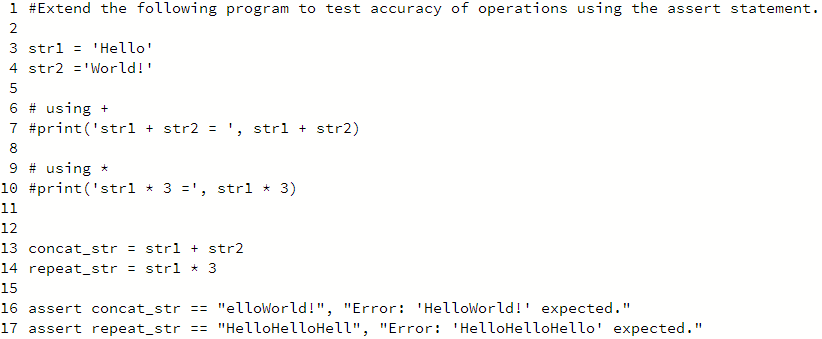 1 #Extend the following program to test accuracy of operations using the assert statement.
2
3 str1 = 'Hello'
4 str2 ='World!'
5
6 # using +
7 #print('str1 + str2 = ', str1 + str2)
8
9 # using *
10 #print('str1 * 3 =', str1 * 3)
11
12
13 concat_str = str1 + str2
14 repeat_str = str1 * 3
15
16 assert concat_str == "elloWorld!", "Error: 'HelloWorld!' expected."
17 assert repeat_str == "HelloHelloHell", "Error: 'HelloHelloHello' expected."